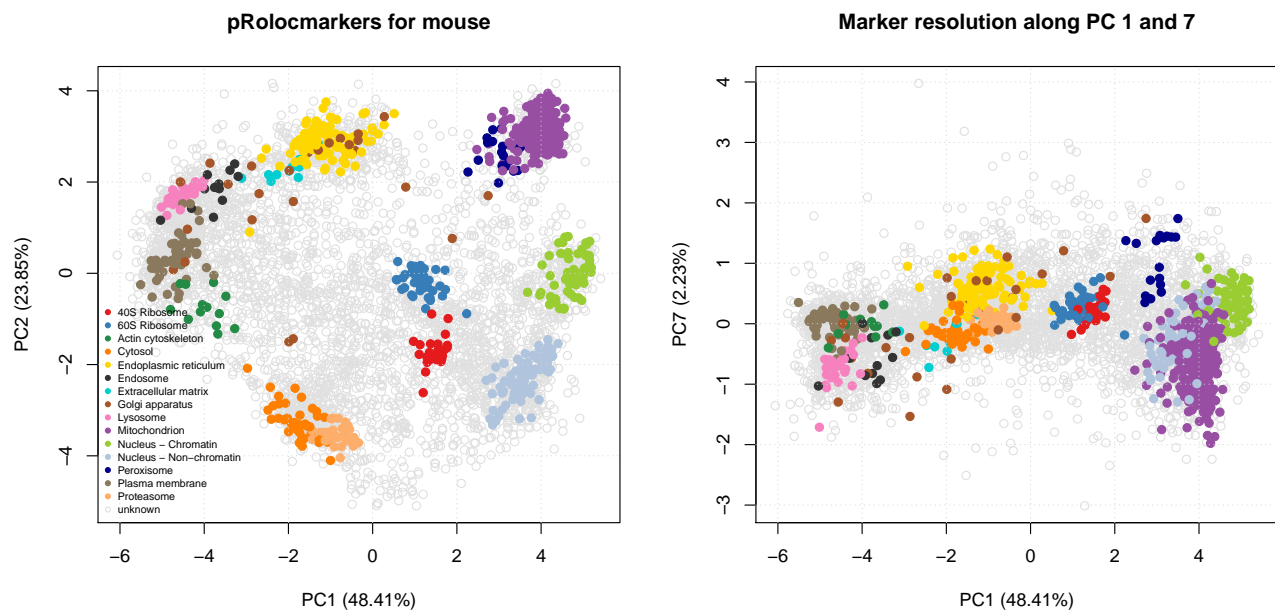 pRolocmarkers for mouse
PC2 (23.85%)
4
2
0
−2
−4
40S Ribosome
60S Ribosome
Actin cytoskeleton
Cytosol
Endoplasmic reticulum
Endosome
Extracellular matrix
Golgi apparatus
Lysosome
Mitochondrion
Nucleus − Chromatin
Nucleus − Non−chromatin
Peroxisome
Plasma membrane
Proteasome
unknown
−6 −4 −2 0 2 4
PC1 (48.41%)
Marker resolution along PC 1 and 7
PC7 (2.23%)
4
3
2
1
0
−1
−2
−3
−6 −4 −2 0 2 4
PC1 (48.41%)